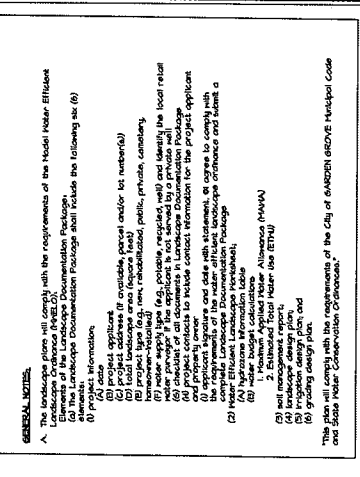 GENERAL NOTES:
A. The landscape will comply with the requirements of the Model Water Efficient
Landscape Ordinance (MWELO).
Elements of the Landscape Documentation Package:
(a) The Landscape Documentation Package shall include the following six (6)
elements:
(1) project information;
(A) date
(B) project applicant
(C) project address (if available, parcel and/or lot number(s))
(D) total landscape area (square feet)
(E) project type (e.g., new, rehabilitated, public, private, cemetery,
homeowner-installed)
(F) water supply type (e.g., potable, recycled, well) and identify the local retail
water purveyor if the applicant is not served by a private well
(G) checklist of all documents in Landscape Documentation Package
(H) project contacts to include contact information for the project applicant
and property owner
(I) applicant signature and date with statement, "I agree to comply with
the requirements of the water efficient landscape ordinance and submit a
complete Landscape Documentation Package
(2) Water Efficient Landscape Worksheet;
(A) hydrozone information table
(B) water budget calculations
1. Maximum Applied Water Allowance (MAWA)
2. Estimated Total Water Use (ETWU)
(3) soil management report;
(4) landscape design plan;
(5) irrigation design plan; and
(6) grading design plan.
"This plan will comply with the requirements of the City of GARDEN GROVE Municipal Code
and State Water Conservation Ordinances."